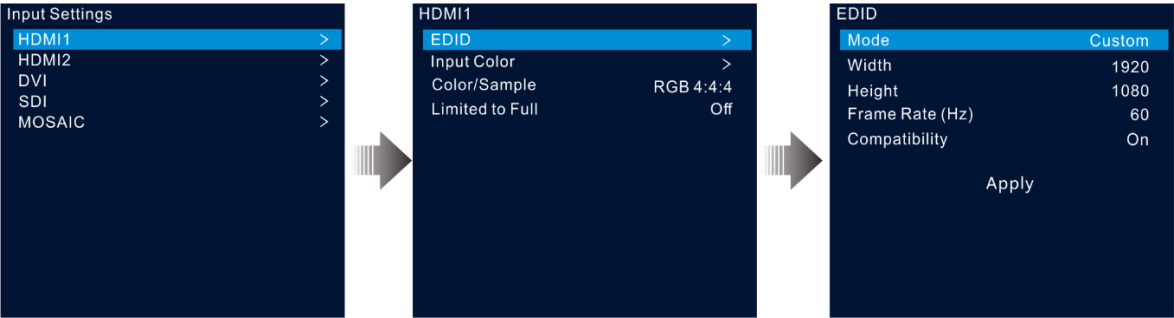 Input Settings
HDMI1 >
HDMI2 >
DVI >
SDI >
MOSAIC >
HDMI1
EDID >
Input Color >
Color/Sample RGB 4:4:4
Limited to Full Off
EDID
Mode Custom
Width 1920
Height 1080
Frame Rate (Hz) 60
Compatibility On
Apply